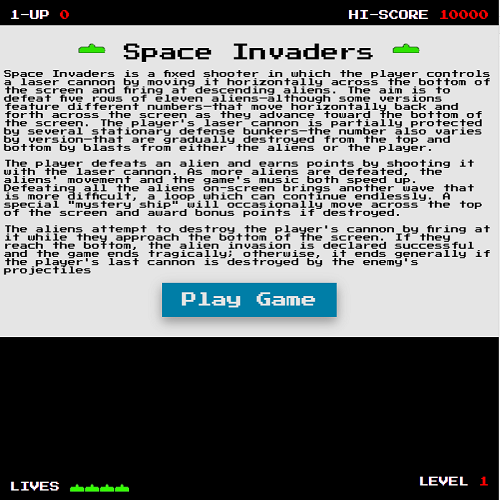 1-UP 0 HI-SCORE 10000
Space Invaders
Space Invaders is a fixed shooter in which the player controls
a laser cannon by moving it horizontally across the bottom of
the screen and firing at descending aliens. The aim is to
defeat five rows of eleven aliens—although some versions
feature different numbers—that move horizontally back and
forth across the screen as they advance toward the bottom of
the screen. The player's laser cannon is partially protected
by several stationary defense bunkers—the number also varies
by version—that are gradually destroyed from the top and
bottom by blasts from either the aliens or the player.
The player defeats an alien and earns points by shooting it
with the laser cannon. As more aliens are defeated, the
aliens' movement and the game's music both speed up.
Defeating all the aliens on-screen brings another wave that
is more difficult, a loop which can continue endlessly. A
special "mystery ship" will occasionally move across the top
of the screen and award bonus points if destroyed.
The aliens attempt to destroy the player's cannon by firing at
it while they approach the bottom of the screen. If they
reach the bottom, the alien invasion is declared successful
and the game ends tragically; otherwise, it ends generally if
the player's last cannon is destroyed by the enemy's
projectiles
Play Game
LIVES
LEVEL 1